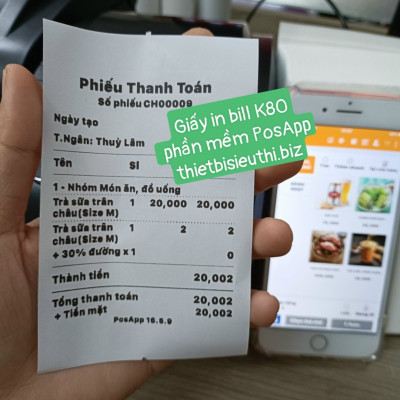 Phiếu Thanh Toán
Số phiếu CH00009
Ngày tạo
T.Ngân: Thuỳ Lâm
Tên Sl
1 - Nhóm Món ăn, đồ uống
Trà sữa trân 1 20,000 20,000
châu(Size M)
Trà sữa trân 1 2 2
châu(Size M)
+ 30% đường x 1 0
Thành tiền 20,002
Tổng thanh toán 20,002
+ Tiền mặt 20,002
PosApp 16.6.9
Giấy in bill K80
phần mềm PosApp
thietbisieuthi.biz